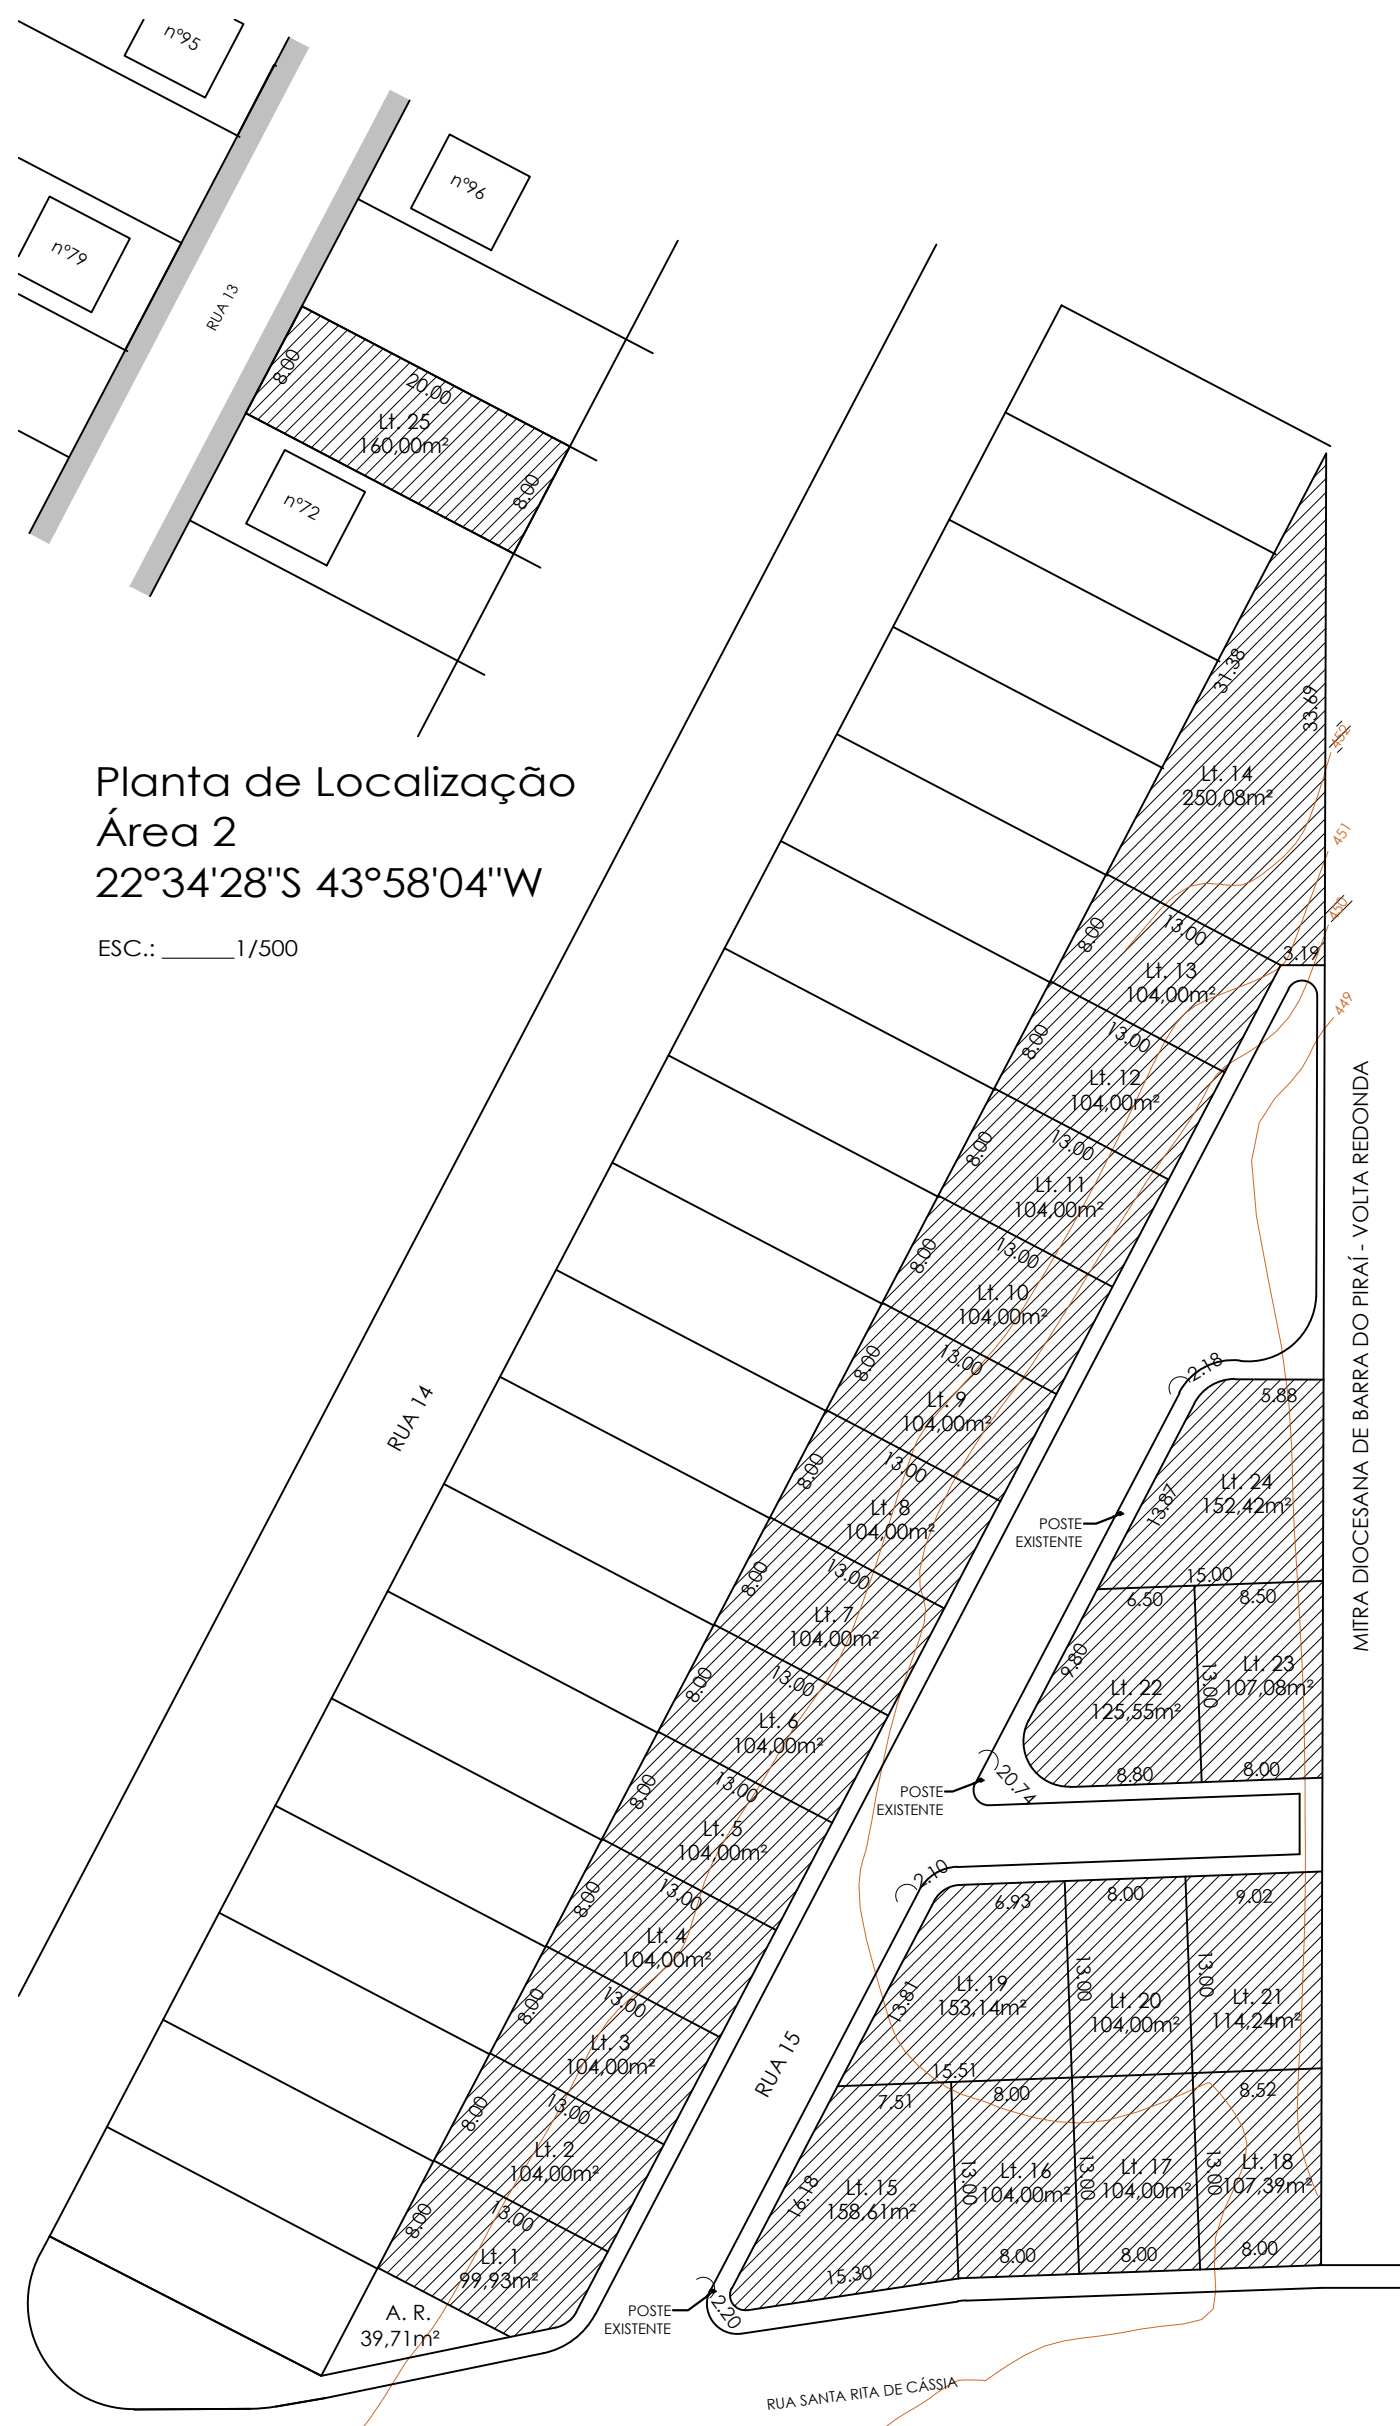 nº95
nº96
nº79
RUA 13
8.00
20.00
Lt. 25
160,00m²
8.00
nº72
Planta de Localização
Área 2
22°34'28"S 43°58'04"W
ESC.: ______1/500
31.38
33.69
452
Lt. 14
250,08m²
451
450
449
8.00
13.00
3.19
Lt. 13
104,00m²
8.00
13.00
Lt. 12
104,00m²
8.00
13.00
Lt. 11
104,00m²
8.00
13.00
Lt. 10
104,00m²
8.00
13.00
Lt. 9
104,00m²
8.00
13.00
Lt. 8
104,00m²
8.00
13.00
Lt. 7
104,00m²
8.00
13.00
Lt. 6
104,00m²
8.00
13.00
Lt. 5
104,00m²
8.00
13.00
Lt. 4
104,00m²
8.00
13.00
Lt. 3
104,00m²
8.00
13.00
Lt. 2
104,00m²
8.00
13.00
Lt. 1
99,93m²
A. R.
39,71m²
RUA 14
RUA 15
MITRA DIOCESANA DE BARRA DO PIRAÍ - VOLTA REDONDA
2.18
5.88
Lt. 24
152,42m²
13.87
POSTE
EXISTENTE
15.00
6.50
8.50
9.80
Lt. 22
125,55m²
13.00
Lt. 23
107,08m²
8.80
8.00
20.74
POSTE
EXISTENTE
2.10
6.93
8.00
9.02
13.81
Lt. 19
153,14m²
13.00
Lt. 20
104,00m²
13.00
Lt. 21
114,24m²
15.51
7.51
8.00
8.52
16.18
Lt. 15
158,61m²
13.00
Lt. 16
104,00m²
13.00
Lt. 17
104,00m²
13.00
Lt. 18
107,39m²
15.30
8.00
8.00
8.00
12.20
POSTE
EXISTENTE
RUA SANTA RITA DE CÁSSIA